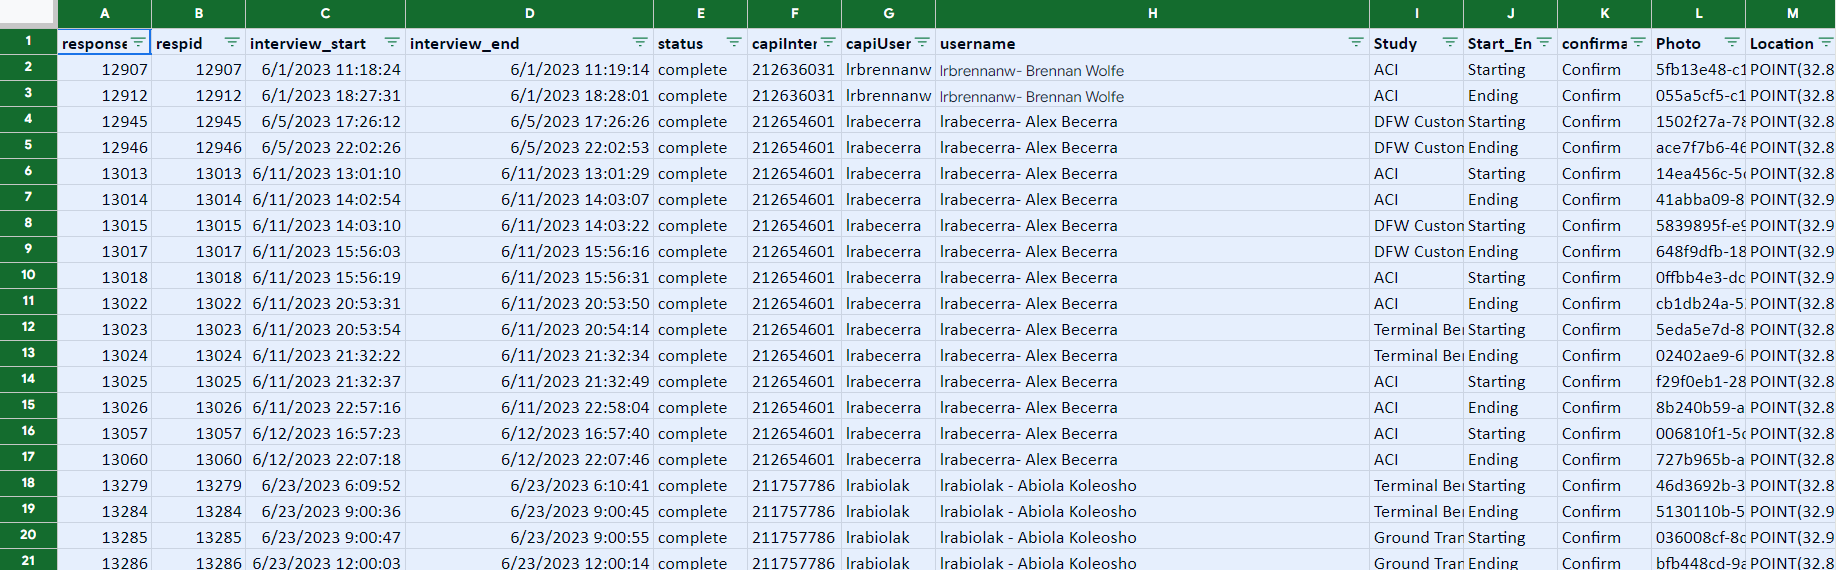 A B C D E F G H I J K L M
1 response respid interview_start interview_end status capiInter capiUser username Study Start_En confirma Photo Location
2 12907 12907 6/1/2023 11:18:24 6/1/2023 11:19:14 complete 212636031 lrbrennanw lrbrennanw- Brennan Wolfe ACI Starting Confirm 5fb13e48-c1 POINT(32.8
3 12912 12912 6/1/2023 18:27:31 6/1/2023 18:28:01 complete 212636031 lrbrennanw lrbrennanw- Brennan Wolfe ACI Ending Confirm 055a5cf5-c1 POINT(32.8
4 12945 12945 6/5/2023 17:26:12 6/5/2023 17:26:26 complete 212654601 lrabecerra lrabecerra- Alex Becerra DFW Custom Starting Confirm 1502f27a-78 POINT(32.8
5 12946 12946 6/5/2023 22:02:26 6/5/2023 22:02:53 complete 212654601 lrabecerra lrabecerra- Alex Becerra DFW Custom Ending Confirm ace7f7b6-46 POINT(32.8
6 13013 13013 6/11/2023 13:01:10 6/11/2023 13:01:29 complete 212654601 lrabecerra lrabecerra- Alex Becerra ACI Starting Confirm 14ea456c-5c POINT(32.8
7 13014 13014 6/11/2023 14:02:54 6/11/2023 14:03:07 complete 212654601 lrabecerra lrabecerra- Alex Becerra ACI Ending Confirm 41abba09-8 POINT(32.9
8 13015 13015 6/11/2023 14:03:10 6/11/2023 14:03:22 complete 212654601 lrabecerra lrabecerra- Alex Becerra DFW Custom Starting Confirm 5839895f-e9 POINT(32.9
9 13017 13017 6/11/2023 15:56:03 6/11/2023 15:56:16 complete 212654601 lrabecerra lrabecerra- Alex Becerra DFW Custom Ending Confirm 648f9dfb-18 POINT(32.9
10 13018 13018 6/11/2023 15:56:19 6/11/2023 15:56:31 complete 212654601 lrabecerra lrabecerra- Alex Becerra ACI Starting Confirm 0ffbb4e3-dc POINT(32.9
11 13022 13022 6/11/2023 20:53:31 6/11/2023 20:53:50 complete 212654601 lrabecerra lrabecerra- Alex Becerra ACI Ending Confirm cb1db24a-5 POINT(32.8
12 13023 13023 6/11/2023 20:53:54 6/11/2023 20:54:14 complete 212654601 lrabecerra lrabecerra- Alex Becerra Terminal Be Starting Confirm 5eda5e7d-8 POINT(32.8
13 13024 13024 6/11/2023 21:32:22 6/11/2023 21:32:34 complete 212654601 lrabecerra lrabecerra- Alex Becerra Terminal Be Ending Confirm 02402ae9-6 POINT(32.8
14 13025 13025 6/11/2023 21:32:37 6/11/2023 21:32:49 complete 212654601 lrabecerra lrabecerra- Alex Becerra ACI Starting Confirm f29f0eb1-28 POINT(32.8
15 13026 13026 6/11/2023 22:57:16 6/11/2023 22:58:04 complete 212654601 lrabecerra lrabecerra- Alex Becerra ACI Ending Confirm 8b240b59-a POINT(32.8
16 13057 13057 6/12/2023 16:57:23 6/12/2023 16:57:40 complete 212654601 lrabecerra lrabecerra- Alex Becerra ACI Starting Confirm 006810f1-5c POINT(32.8
17 13060 13060 6/12/2023 22:07:18 6/12/2023 22:07:46 complete 212654601 lrabecerra lrabecerra- Alex Becerra ACI Ending Confirm 727b965b-a POINT(32.8
18 13279 13279 6/23/2023 6:09:52 6/23/2023 6:10:41 complete 211757786 lrabiolak lrabiolak - Abiola Koleosho Terminal Be Starting Confirm 46d3692b-3 POINT(32.8
19 13284 13284 6/23/2023 9:00:36 6/23/2023 9:00:45 complete 211757786 lrabiolak lrabiolak - Abiola Koleosho Terminal Be Ending Confirm 5130110b-5 POINT(32.9
20 13285 13285 6/23/2023 9:00:47 6/23/2023 9:00:55 complete 211757786 lrabiolak lrabiolak - Abiola Koleosho Ground Tran Starting Confirm 036008cf-8c POINT(32.9
21 13286 13286 6/23/2023 12:00:03 6/23/2023 12:00:14 complete 211757786 lrabiolak lrabiolak - Abiola Koleosho Ground Tran Ending Confirm bfb448cd-9a POINT(32.8